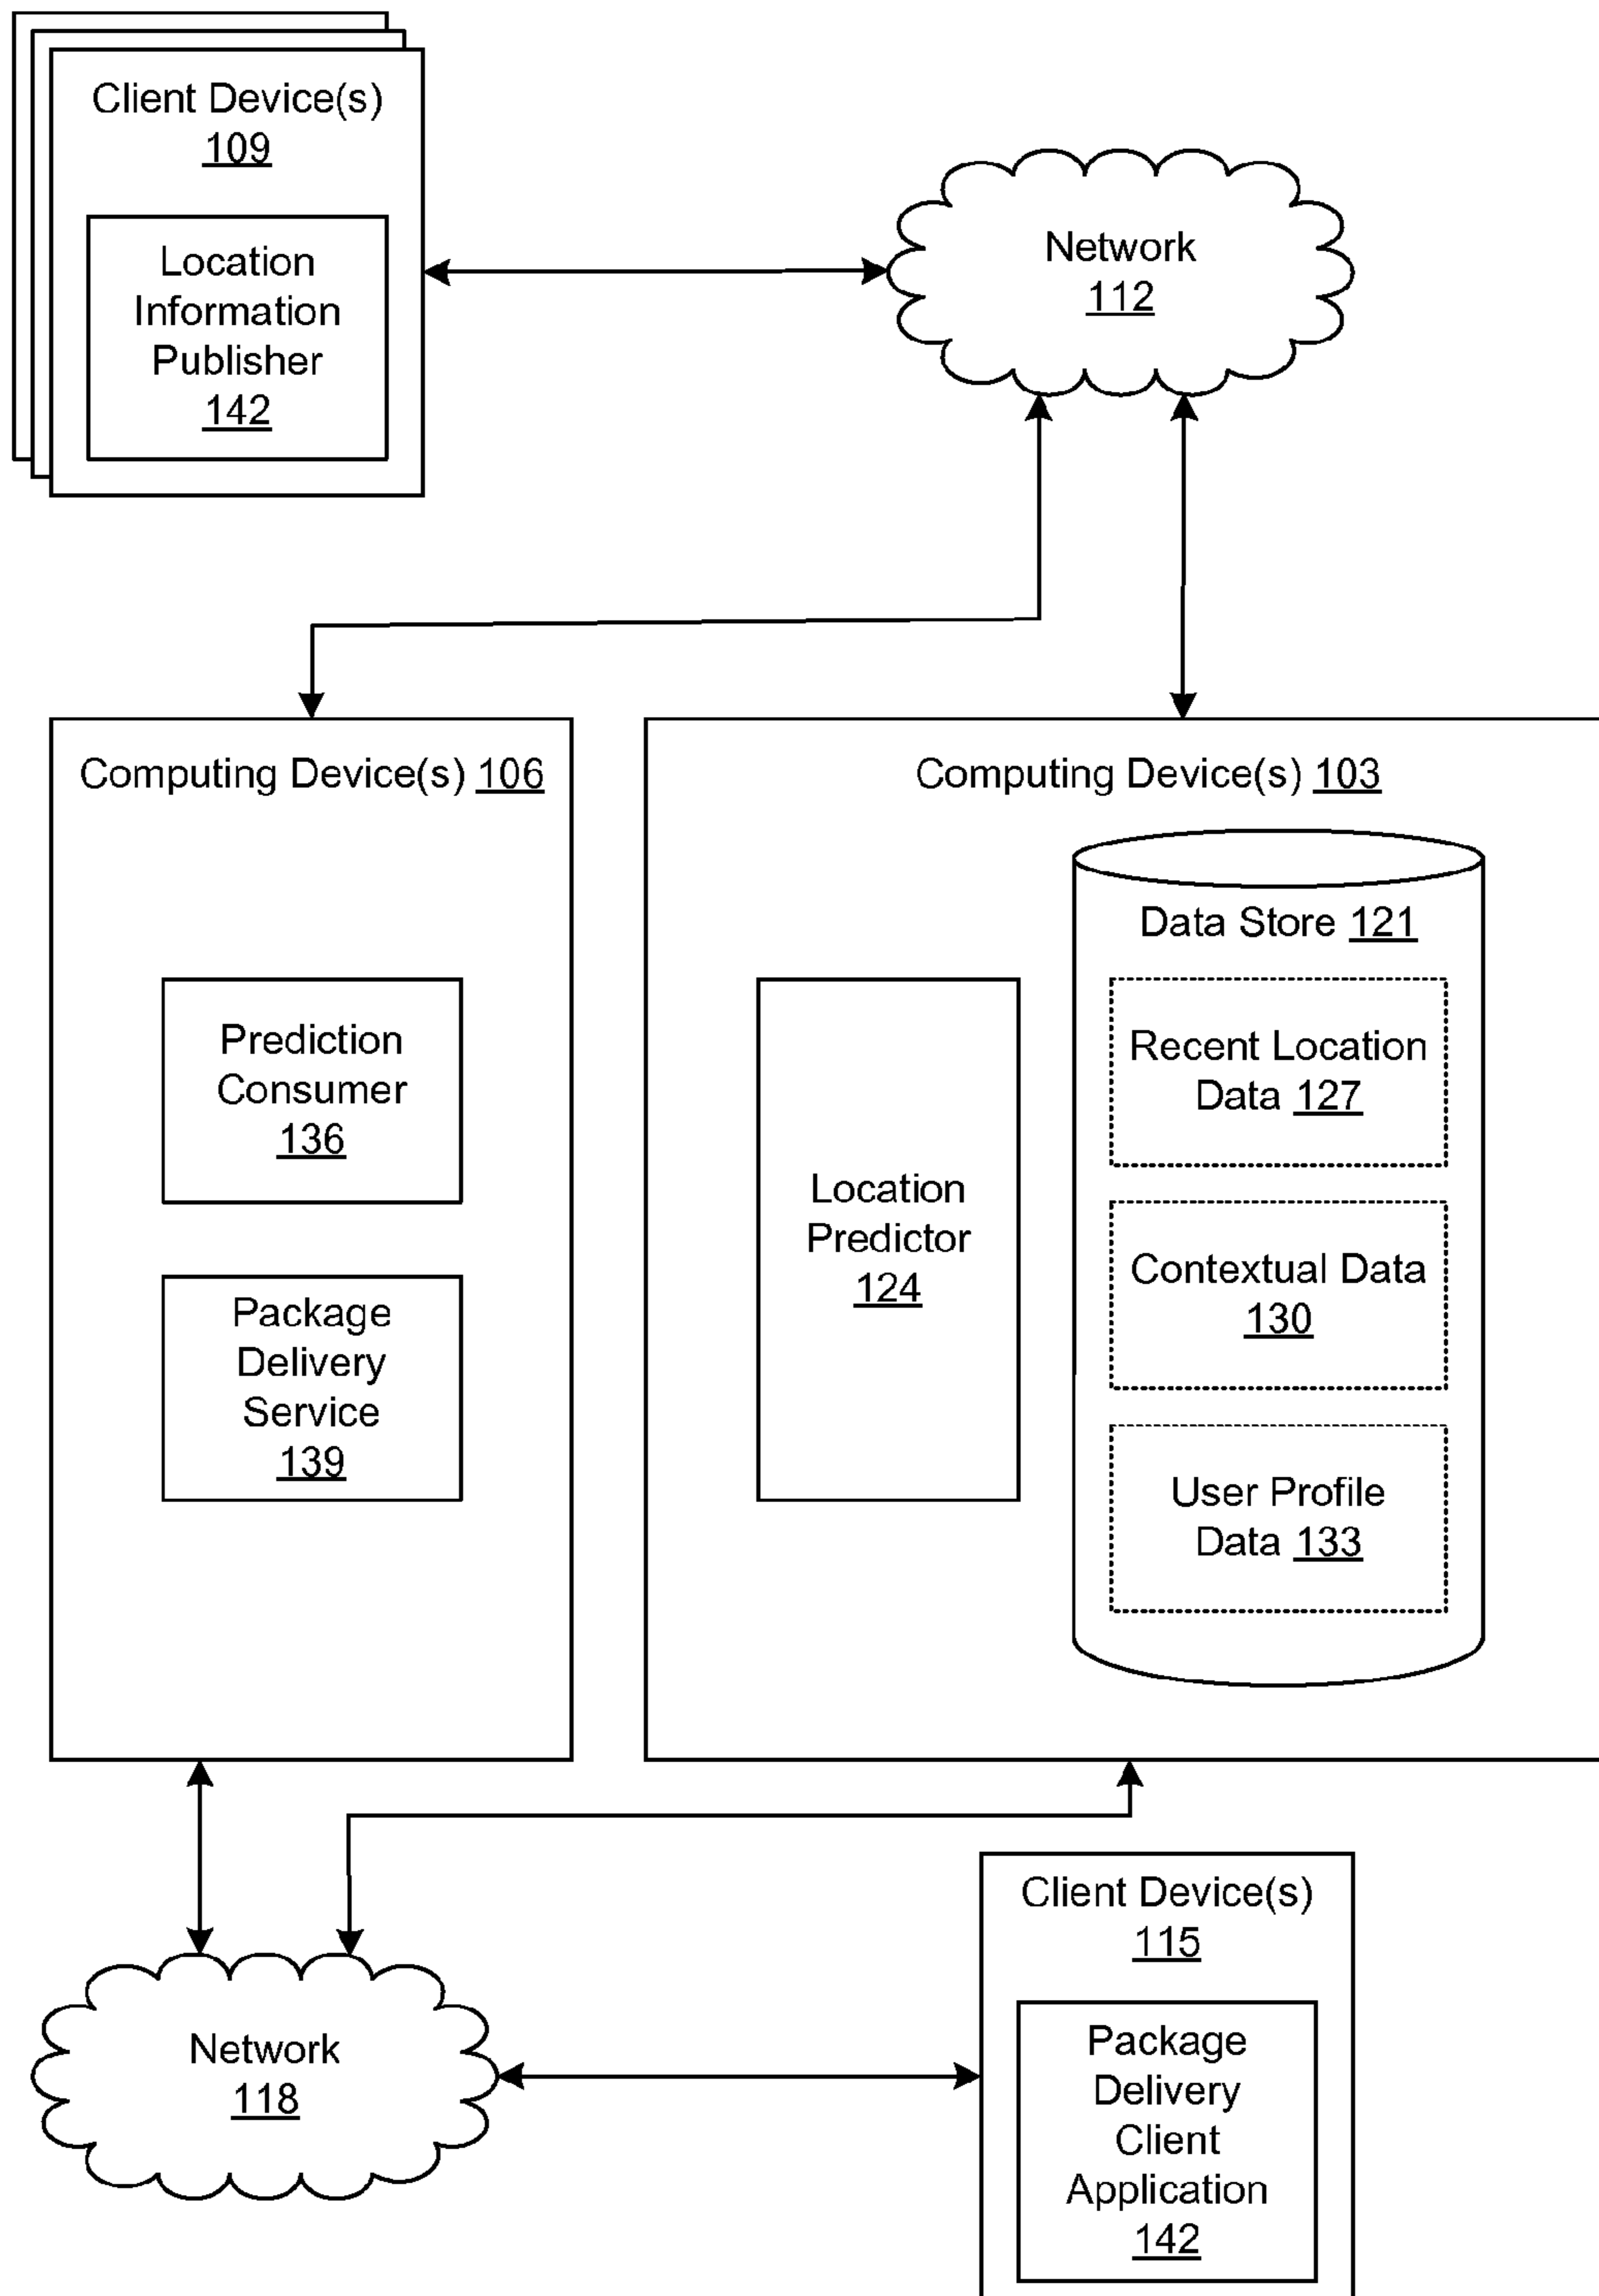 Client Device(s)
109
Location
Information
Publisher
142
Network
112
Computing Device(s) 106
Prediction
Consumer
136
Package
Delivery
Service
139
Computing Device(s) 103
Location
Predictor
124
Data Store 121
Recent Location
Data 127
Contextual Data
130
User Profile
Data 133
Network
118
Client Device(s)
115
Package
Delivery
Client
Application
142